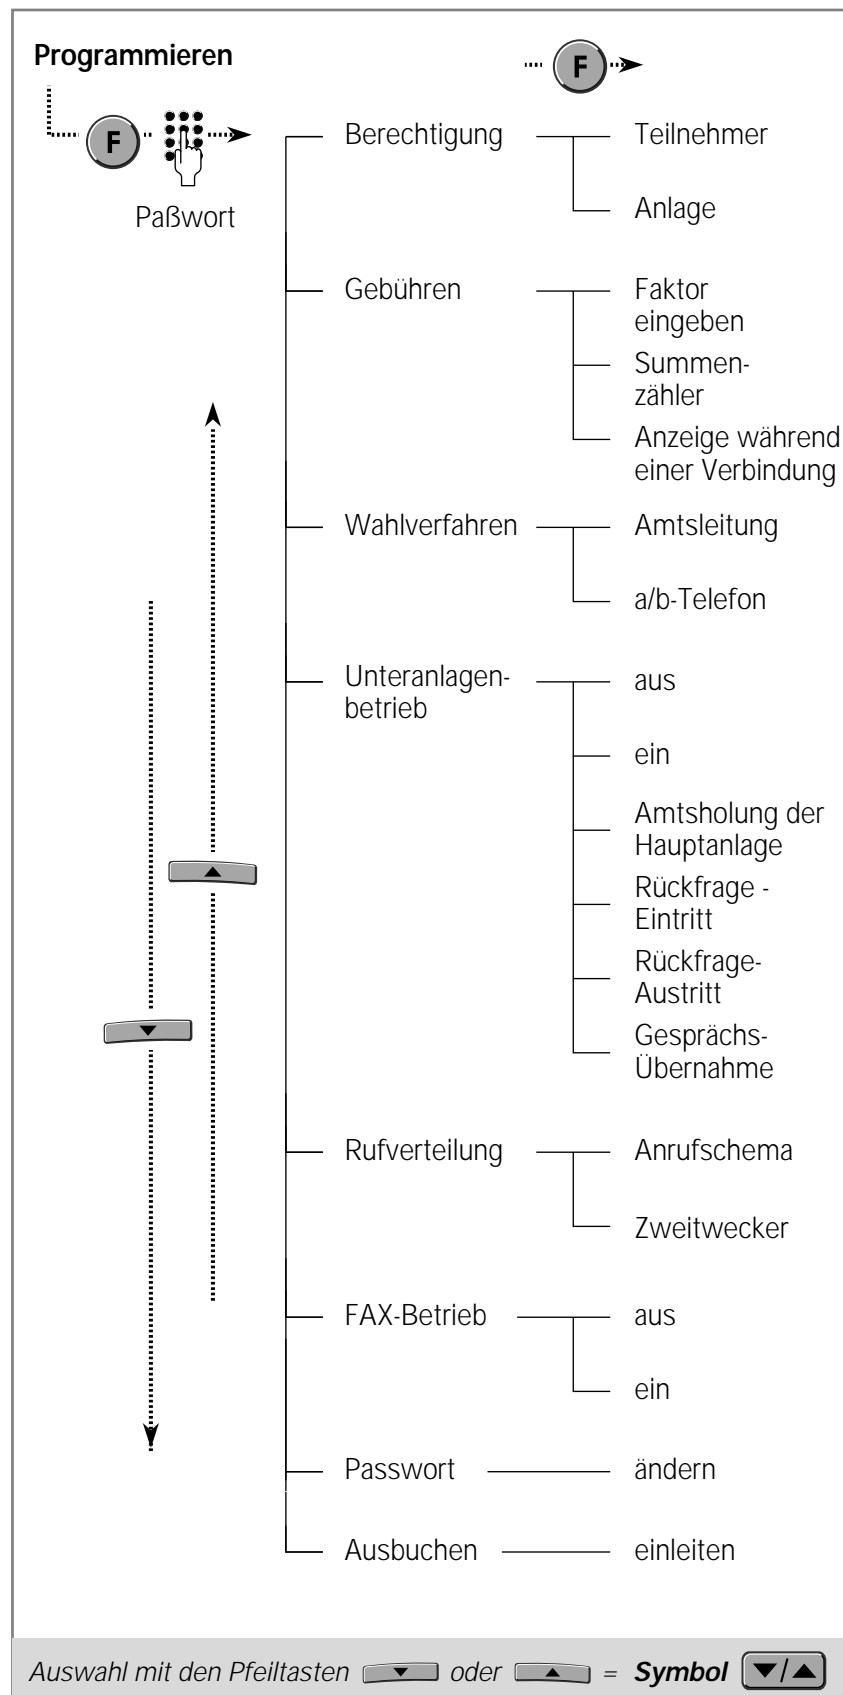 Programmieren
F
F
Paßwort
Berechtigung
Teilnehmer
Anlage
Gebühren
Faktor
eingeben
Summen-
zähler
Anzeige während
einer Verbindung
Wahlverfahren
Amtsleitung
a/b-Telefon
Unteranlagen-
betrieb
aus
ein
Amtsholung der
Hauptanlage
Rückfrage -
Eintritt
Rückfrage-
Austritt
Gesprächs-
Übernahme
Rufverteilung
Anrufschema
Zweitwecker
FAX-Betrieb
aus
ein
Passwort
ändern
Ausbuchen
einleiten
Auswahl mit den Pfeiltasten ▼ oder ▲ = Symbol ▼/▲